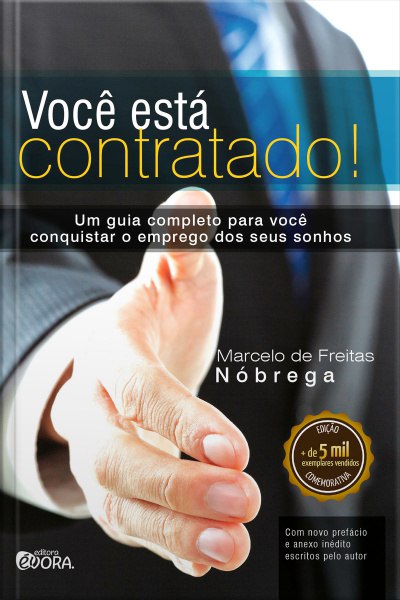 Você está
contratado!
Um guia completo para você
conquistar o emprego dos seus sonhos
Marcelo de Freitas
Nóbrega
EDIÇÃO
+ de 5 mil
exemplares vendidos
COMEMORATIVA
Com novo prefácio
e anexo inédito
escritos pelo autor
editora
évORA.